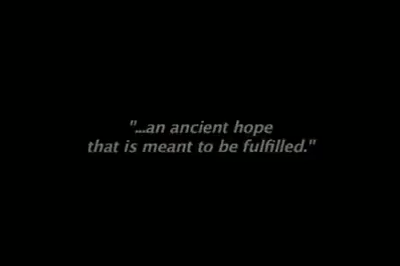 "...an ancient hope
that is meant to be fulfilled."